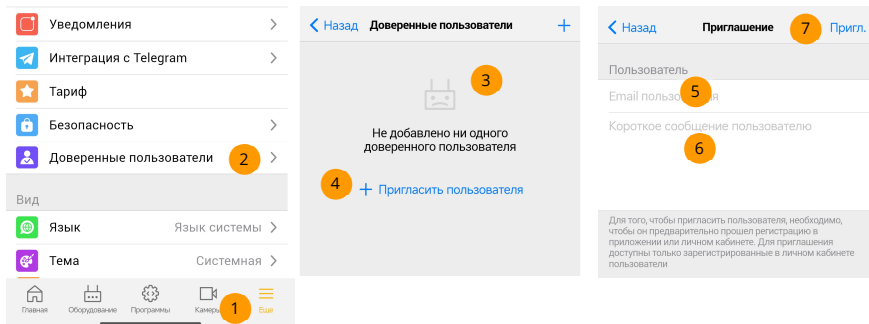 Уведомления
Интеграция с Telegram
Тариф
Безопасность
Доверенные пользователи
2
Вид
Язык Язык системы
Тема Системная
Главная Оборудование Программы Камеры 1 Еще
Назад Доверенные пользователи +
3
Не добавлено ни одного
доверенного пользователя
4 + Пригласить пользователя
Назад Приглашение 7 Пригл.
Пользователь
5
Email пользователя
Короткое сообщение пользователю
6
Для того, чтобы пригласить пользователя, необходимо,
чтобы он предварительно прошел регистрацию в
приложении или личном кабинете. Для приглашения
доступны только зарегистрированные в личном кабинете
пользователи